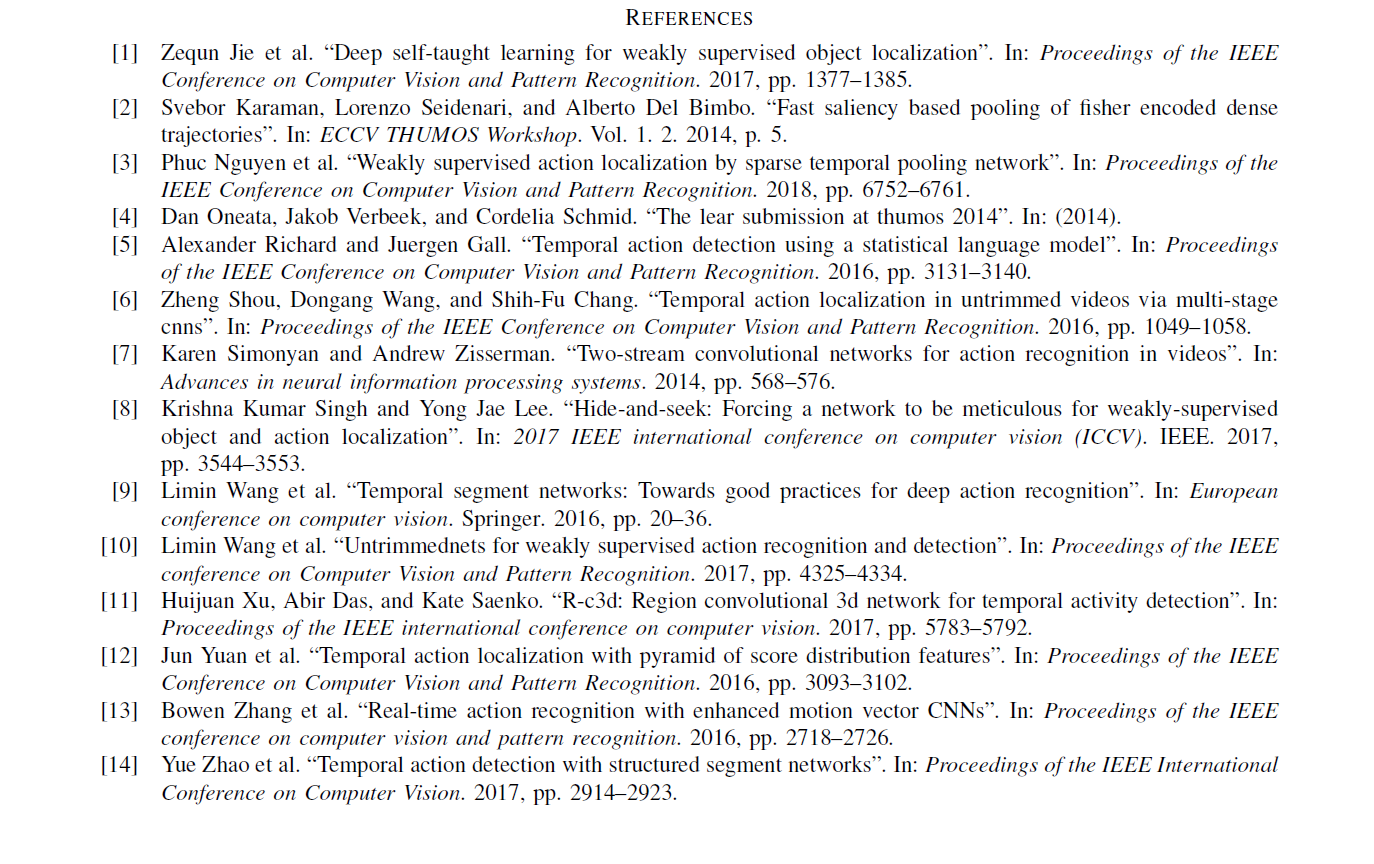 REFERENCES
[1] Zequn Jie et al. “Deep self-taught learning for weakly supervised object localization”. In: Proceedings of the IEEE
Conference on Computer Vision and Pattern Recognition. 2017, pp. 1377–1385.
[2] Svebor Karaman, Lorenzo Seidenari, and Alberto Del Bimbo. “Fast saliency based pooling of fisher encoded dense
trajectories”. In: ECCV THUMOS Workshop. Vol. 1. 2. 2014, p. 5.
[3] Phuc Nguyen et al. “Weakly supervised action localization by sparse temporal pooling network”. In: Proceedings of the
IEEE Conference on Computer Vision and Pattern Recognition. 2018, pp. 6752–6761.
[4] Dan Oneata, Jakob Verbeek, and Cordelia Schmid. “The lear submission at thumos 2014”. In: (2014).
[5] Alexander Richard and Juergen Gall. “Temporal action detection using a statistical language model”. In: Proceedings
of the IEEE Conference on Computer Vision and Pattern Recognition. 2016, pp. 3131–3140.
[6] Zheng Shou, Dongang Wang, and Shih-Fu Chang. “Temporal action localization in untrimmed videos via multi-stage
cnns”. In: Proceedings of the IEEE Conference on Computer Vision and Pattern Recognition. 2016, pp. 1049–1058.
[7] Karen Simonyan and Andrew Zisserman. “Two-stream convolutional networks for action recognition in videos”. In:
Advances in neural information processing systems. 2014, pp. 568–576.
[8] Krishna Kumar Singh and Yong Jae Lee. “Hide-and-seek: Forcing a network to be meticulous for weakly-supervised
object and action localization”. In: 2017 IEEE international conference on computer vision (ICCV). IEEE. 2017,
pp. 3544–3553.
[9] Limin Wang et al. “Temporal segment networks: Towards good practices for deep action recognition”. In: European
conference on computer vision. Springer. 2016, pp. 20–36.
[10] Limin Wang et al. “Untrimmednets for weakly supervised action recognition and detection”. In: Proceedings of the IEEE
conference on Computer Vision and Pattern Recognition. 2017, pp. 4325–4334.
[11] Huijuan Xu, Abir Das, and Kate Saenko. “R-c3d: Region convolutional 3d network for temporal activity detection”. In:
Proceedings of the IEEE international conference on computer vision. 2017, pp. 5783–5792.
[12] Jun Yuan et al. “Temporal action localization with pyramid of score distribution features”. In: Proceedings of the IEEE
Conference on Computer Vision and Pattern Recognition. 2016, pp. 3093–3102.
[13] Bowen Zhang et al. “Real-time action recognition with enhanced motion vector CNNs”. In: Proceedings of the IEEE
conference on computer vision and pattern recognition. 2016, pp. 2718–2726.
[14] Yue Zhao et al. “Temporal action detection with structured segment networks”. In: Proceedings of the IEEE International
Conference on Computer Vision. 2017, pp. 2914–2923.